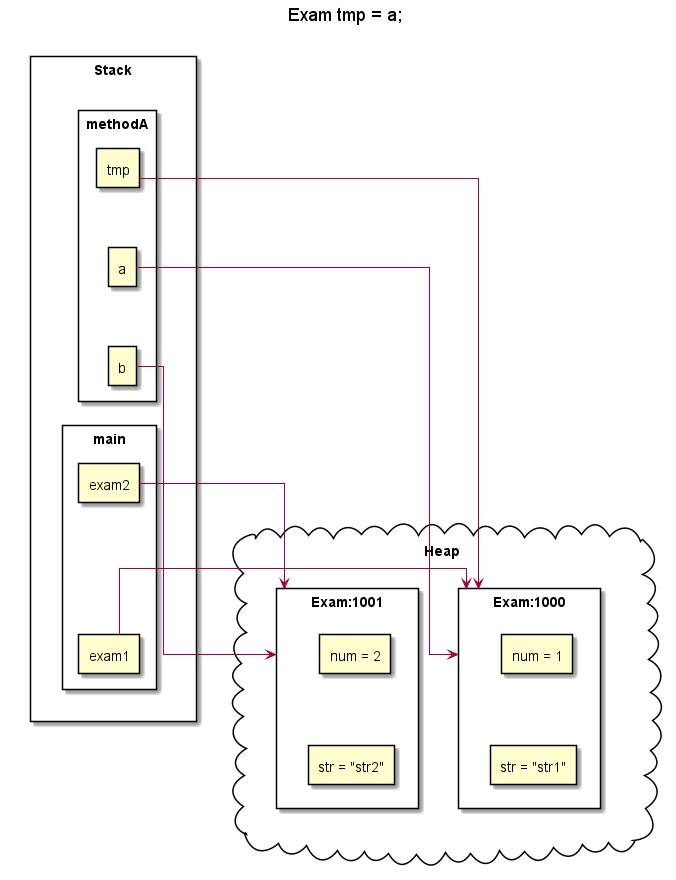 Exam tmp = a;
Stack
methodA
tmp
a
b
main
exam2
exam1
Heap
Exam:1001
num = 2
str = "str2"
Exam:1000
num = 1
str = "str1"